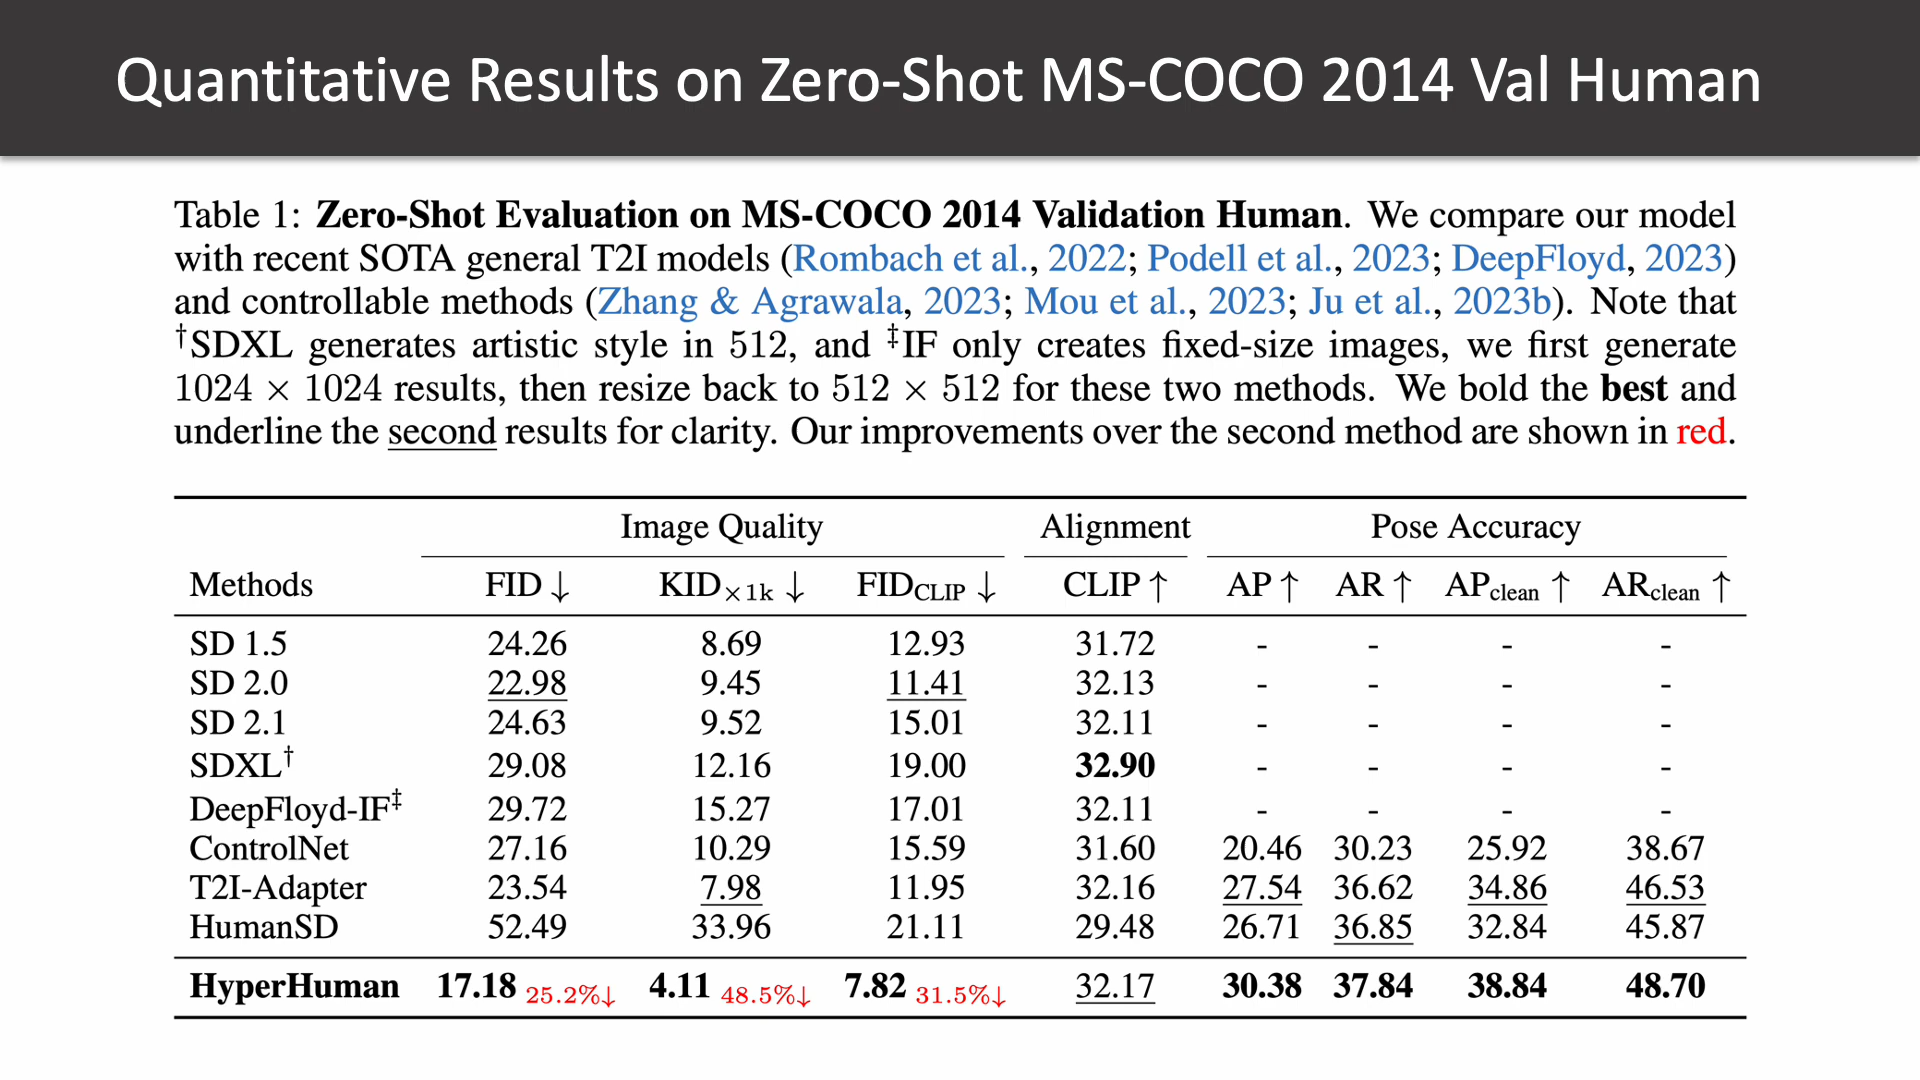 Quantitative Results on Zero-Shot MS-COCO 2014 Val Human
Table 1: Zero-Shot Evaluation on MS-COCO 2014 Validation Human. We compare our model
with recent SOTA general T2I models (Rombach et al., 2022; Podell et al., 2023; DeepFloyd, 2023)
and controllable methods (Zhang & Agrawala, 2023; Mou et al., 2023; Ju et al., 2023b). Note that
†SDXL generates artistic style in 512, and ‡IF only creates fixed-size images, we first generate
1024 × 1024 results, then resize back to 512 × 512 for these two methods. We bold the best and
underline the second results for clarity. Our improvements over the second method are shown in red.
Image Quality Alignment Pose Accuracy
Methods FID ↓ KID×1k ↓ FIDCLIP ↓ CLIP ↑ AP ↑ AR ↑ APclean ↑ ARclean ↑
SD 1.5 24.26 8.69 12.93 31.72 - - - -
SD 2.0 22.98 9.45 11.41 32.13 - - - -
SD 2.1 24.63 9.52 15.01 32.11 - - - -
SDXL† 29.08 12.16 19.00 32.90 - - - -
DeepFloyd-IF‡ 29.72 15.27 17.01 32.11 - - - -
ControlNet 27.16 10.29 15.59 31.60 20.46 30.23 25.92 38.67
T2I-Adapter 23.54 7.98 11.95 32.16 27.54 36.62 34.86 46.53
HumanSD 52.49 33.96 21.11 29.48 26.71 36.85 32.84 45.87
HyperHuman 17.18 25.2%↓ 4.11 48.5%↓ 7.82 31.5%↓ 32.17 30.38 37.84 38.84 48.70